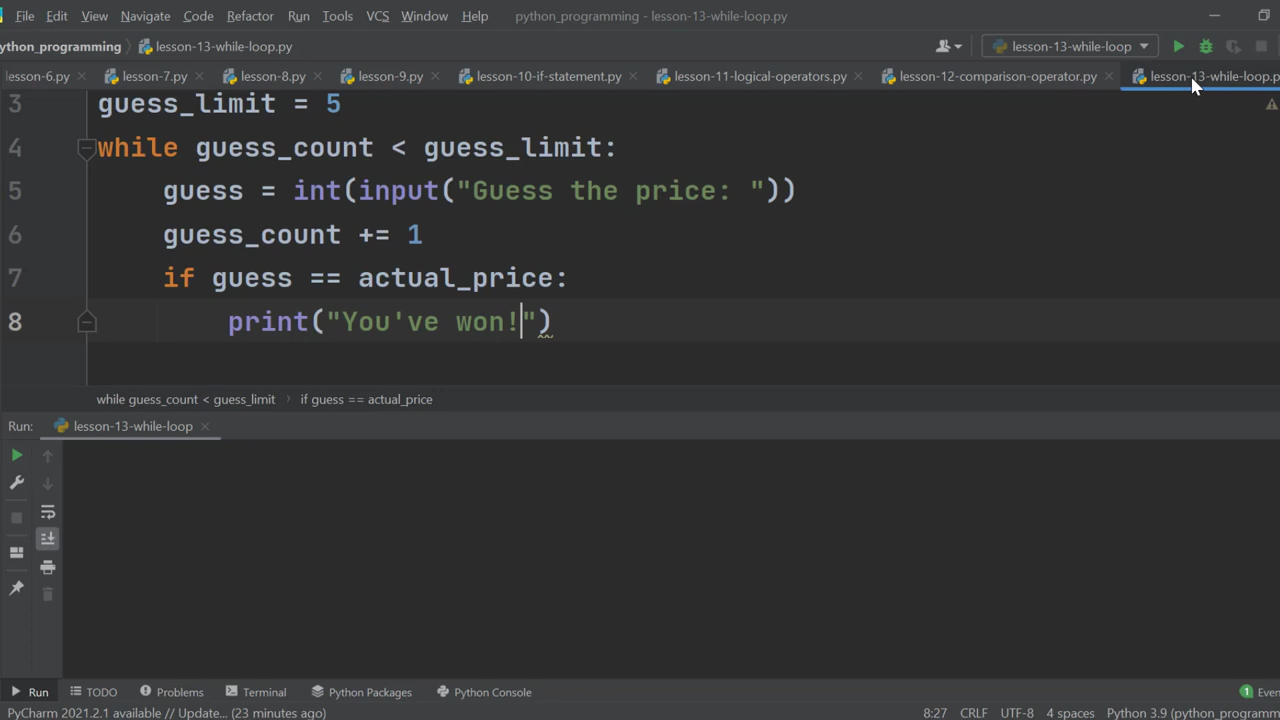 File Edit View Navigate Code Refactor Run Tools VCS Window Help python_programming - lesson-13-while-loop.py
ython_programming lesson-13-while-loop.py lesson-13-while-loop
lesson-6.py lesson-7.py lesson-8.py lesson-9.py lesson-10-if-statement.py lesson-11-logical-operators.py lesson-12-comparison-operator.py lesson-13-while-loop.p
3 guess_limit = 5
4 while guess_count < guess_limit:
5 guess = int(input("Guess the price: "))
6 guess_count += 1
7 if guess == actual_price:
8 print("You've won!")
while guess_count < guess_limit if guess == actual_price
Run: lesson-13-while-loop
Run TODO Problems Terminal Python Packages Python Console 1 Even
PyCharm 2021.2.1 available // Update... (23 minutes ago) 8:27 CRLF UTF-8 4 spaces Python 3.9 (python_programm